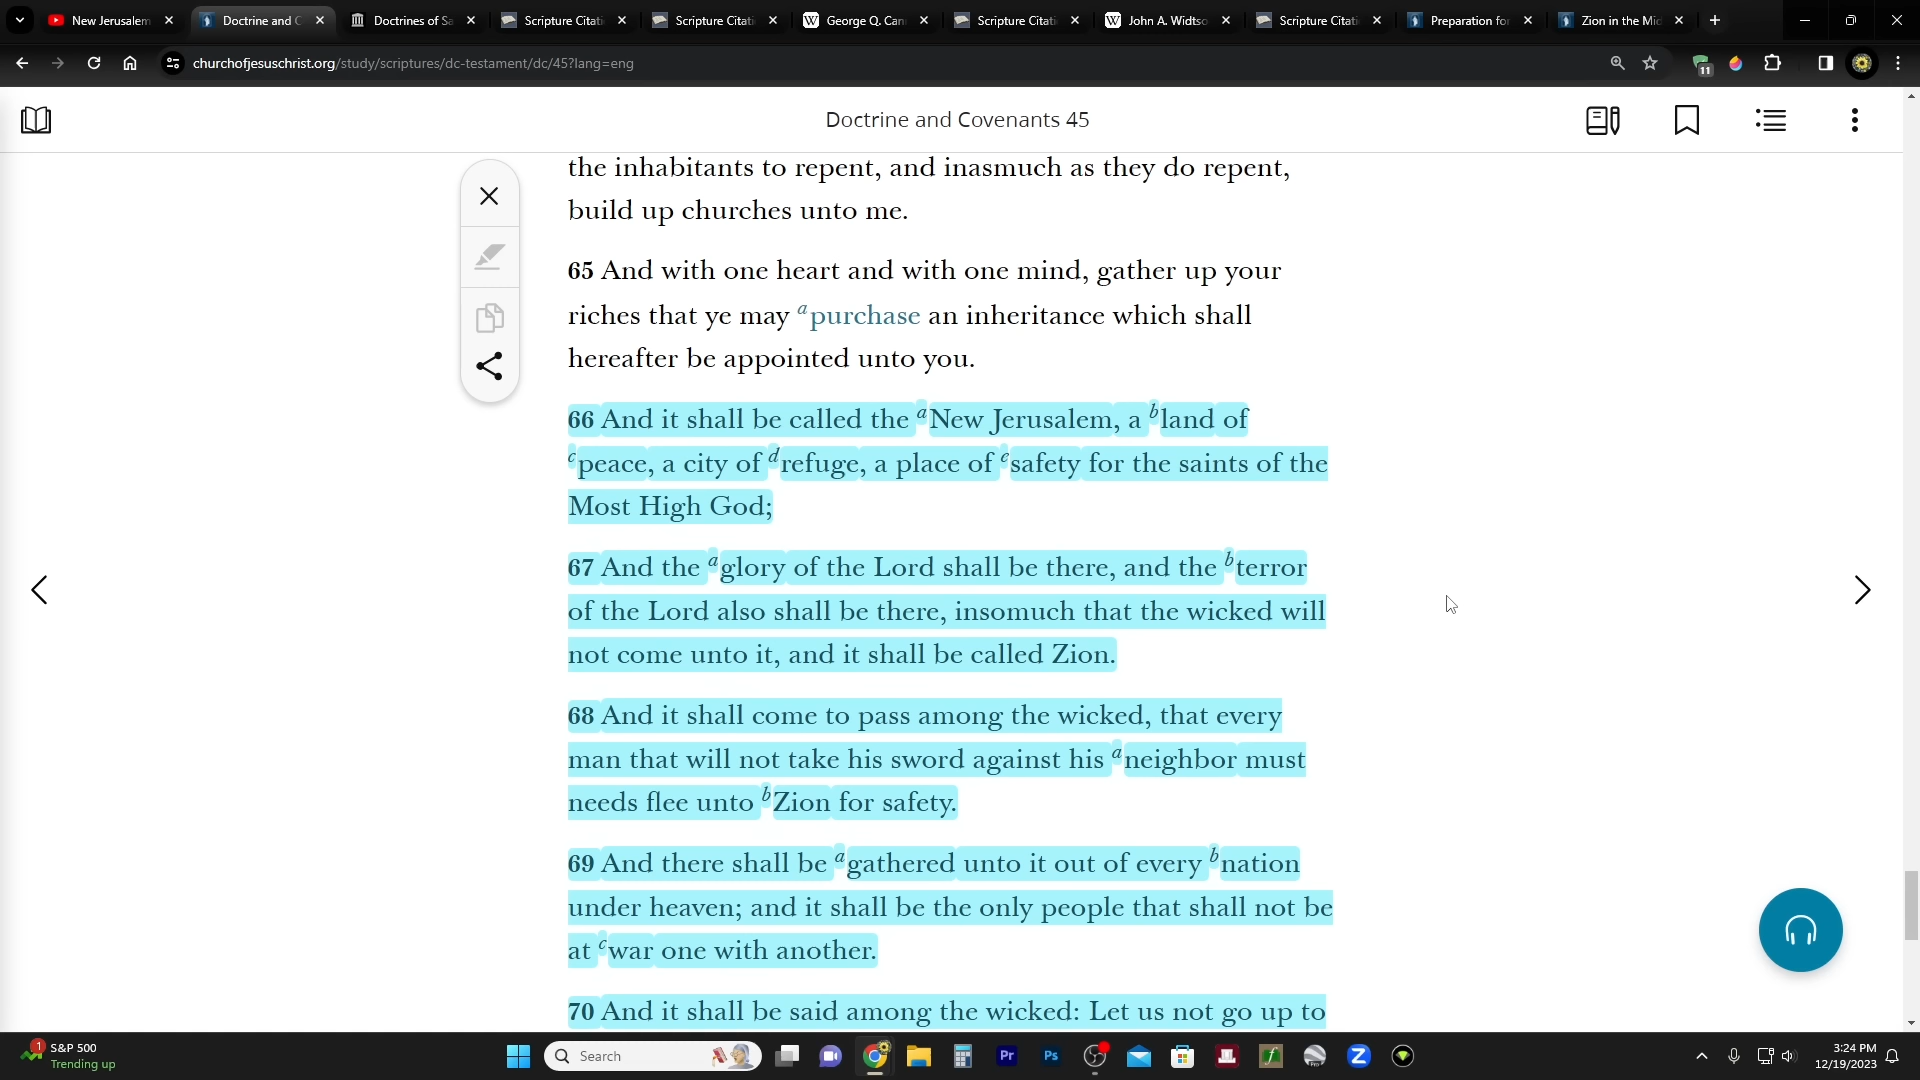 New Jerusalem
Doctrine and C
Doctrines of Sa
Scripture Citati
Scripture Citati
George Q. Can
Scripture Citati
John A. Widtso
Scripture Citati
Preparation for
Zion in the Mid
churchofjesuschrist.org/study/scriptures/dc-testament/dc/45?lang=eng
11
Doctrine and Covenants 45
the inhabitants to repent, and inasmuch as they do repent,
build up churches unto me.
65 And with one heart and with one mind, gather up your
riches that ye may a purchase an inheritance which shall
hereafter be appointed unto you.
66 And it shall be called the a New Jerusalem, a b land of
c peace, a city of d refuge, a place of e safety for the saints of the
Most High God;
67 And the a glory of the Lord shall be there, and the b terror
of the Lord also shall be there, insomuch that the wicked will
not come unto it, and it shall be called Zion.
68 And it shall come to pass among the wicked, that every
man that will not take his sword against his a neighbor must
needs flee unto b Zion for safety.
69 And there shall be a gathered unto it out of every b nation
under heaven; and it shall be the only people that shall not be
at c war one with another.
70 And it shall be said among the wicked: Let us not go up to
1
S&P 500
Trending up
Search
Pr
Ps
3:24 PM
12/19/2023